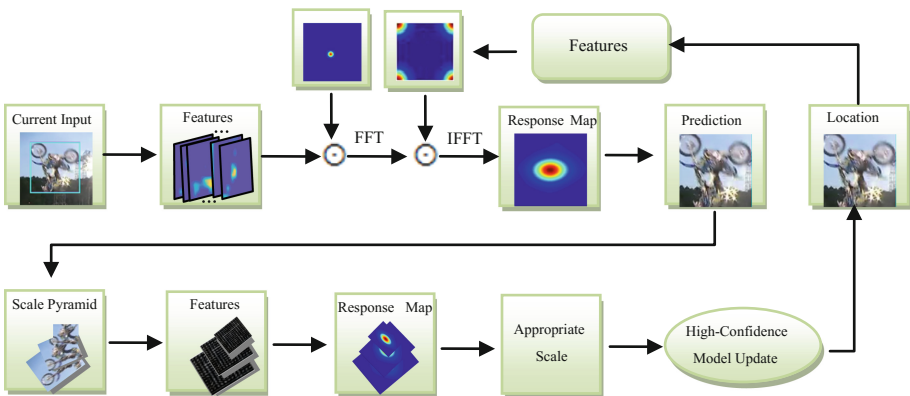 Features
Current Input
Features
FFT
IFFT
Response Map
Prediction
Location
Scale Pyramid
Features
Response Map
Appropriate
Scale
High-Confidence
Model Update